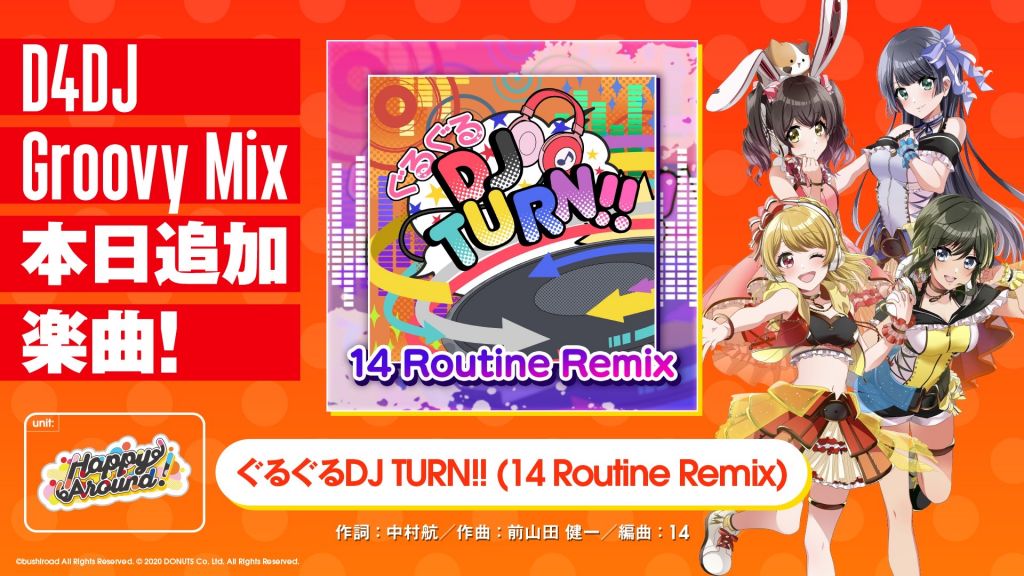 D4DJ
Groovy Mix
本日追加
楽曲!
ぐるぐる
DJ
TURN!!
14 Routine Remix
unit:
Happy
Around!
ぐるぐるDJ TURN!! (14 Routine Remix)
作詞：中村航／作曲：前山田 健一／編曲：14
©bushiroad All Rights Reserved. © 2020 DONUTS Co. Ltd. All Rights Reserved.